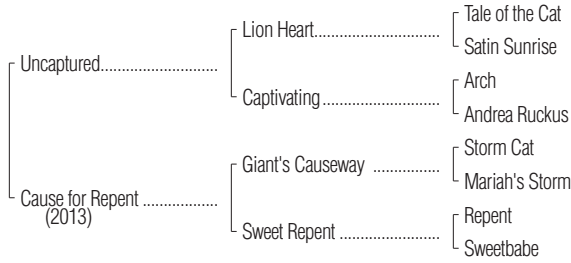 Tale of the Cat
Lion Heart
Satin Sunrise
Uncaptured
Arch
Captivating
Andrea Ruckus
Storm Cat
Giant's Causeway
Mariah's Storm
Cause for Repent
(2013)
Repent
Sweet Repent
Sweetbabe